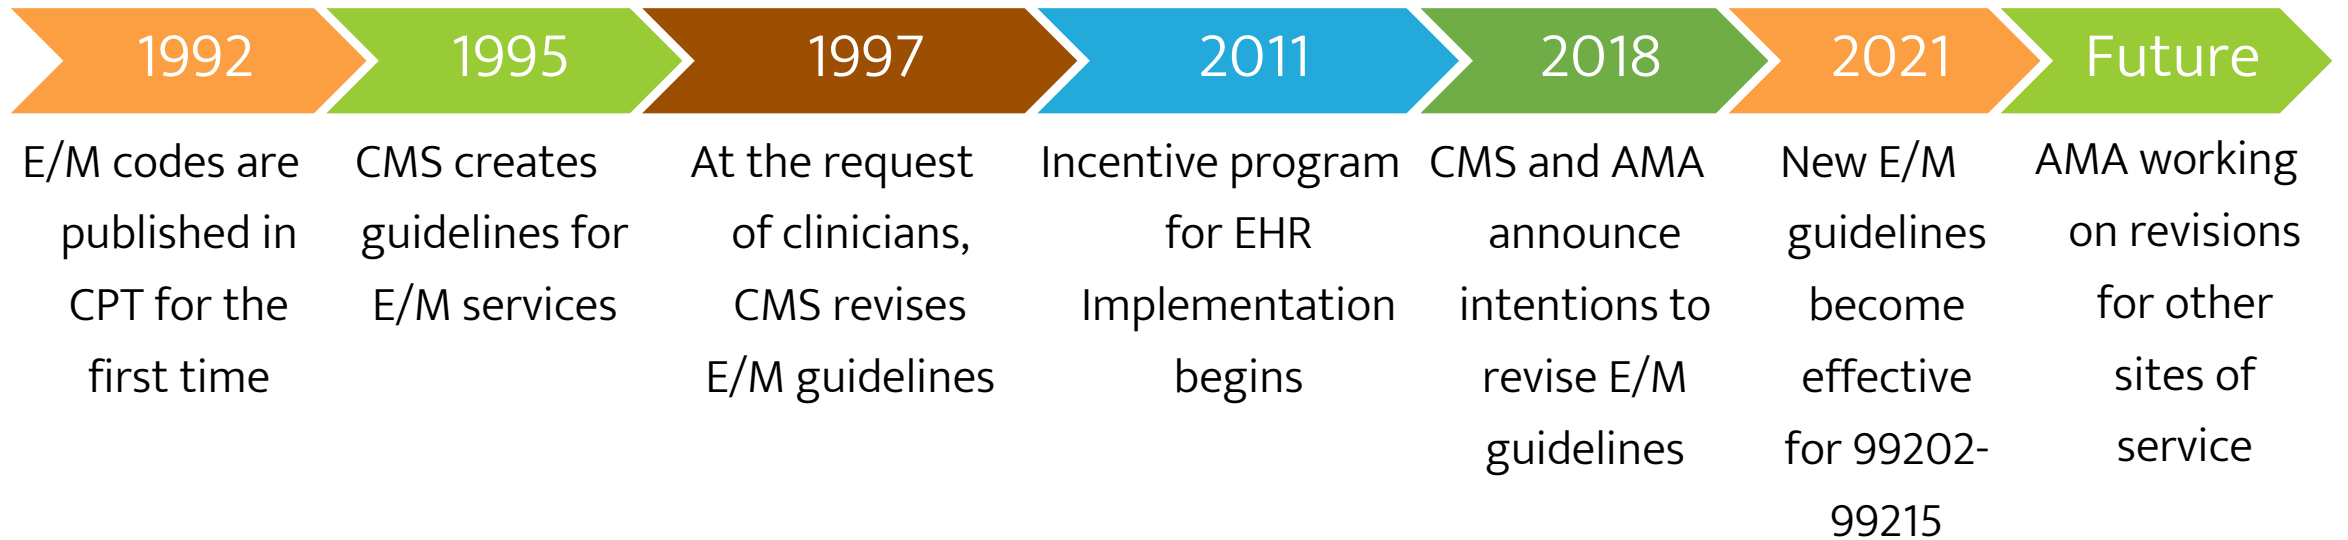 1992
E/M codes are
published in
CPT for the
first time
1995
CMS creates
guidelines for
E/M services
1997
At the request
of clinicians,
CMS revises
E/M guidelines
2011
Incentive program
for EHR
Implementation
begins
2018
CMS and AMA
announce
intentions to
revise E/M
guidelines
2021
New E/M
guidelines
become
effective
for 99202-
99215
Future
AMA working
on revisions
for other
sites of
service